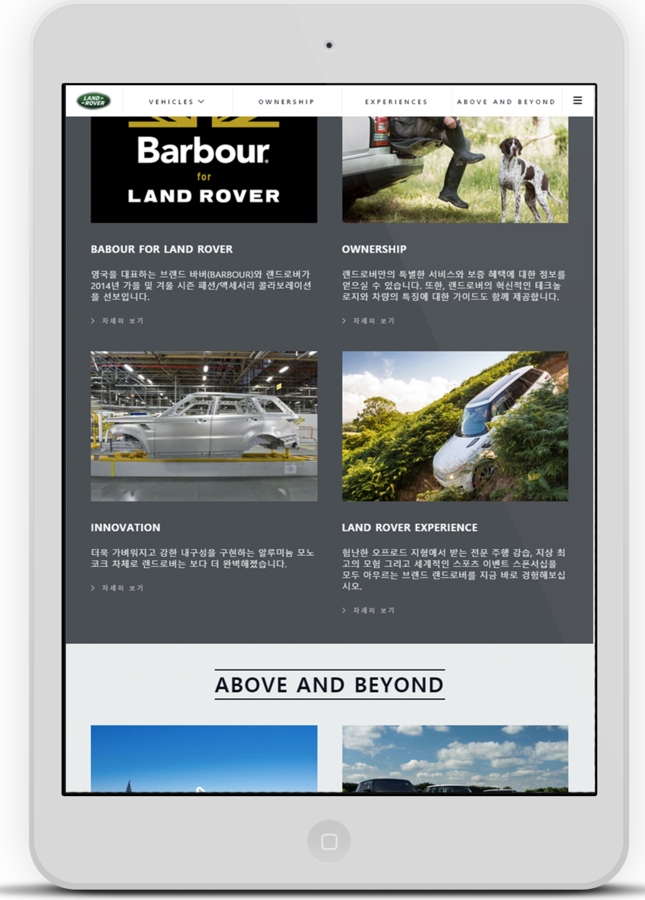 LAND-
ROVER
VEHICLES
OWNERSHIP
EXPERIENCES
ABOVE AND BEYOND
Barbour.
for
LAND ROVER
BABOUR FOR LAND ROVER
영국을 대표하는 브랜드 바버(BARBOUR)와 랜드로버가
2014년 가을 및 겨울 시즌 패션/액세서리 콜라보레이션
을 선보입니다.
> 자세히 보기
OWNERSHIP
랜드로버만의 특별한 서비스와 보증 혜택에 대한 정보를
얻으실 수 있습니다. 또한, 랜드로버의 혁신적인 테크놀
로지와 차량의 특징에 대한 가이드도 함께 제공합니다.
> 자세히 보기
INNOVATION
더욱 가벼워지고 강한 내구성을 구현하는 알루미늄 모노
코크 차체로 랜드로버는 보다 더 완벽해졌습니다.
> 자세히 보기
LAND ROVER EXPERIENCE
험난한 오프로드 지형에서 받는 전문 주행 강습, 지상 최
고의 모험 그리고 세계적인 스포츠 이벤트 스폰서십을
모두 아우르는 브랜드 랜드로버를 지금 바로 경험해보십
시오.
> 자세히 보기
ABOVE AND BEYOND